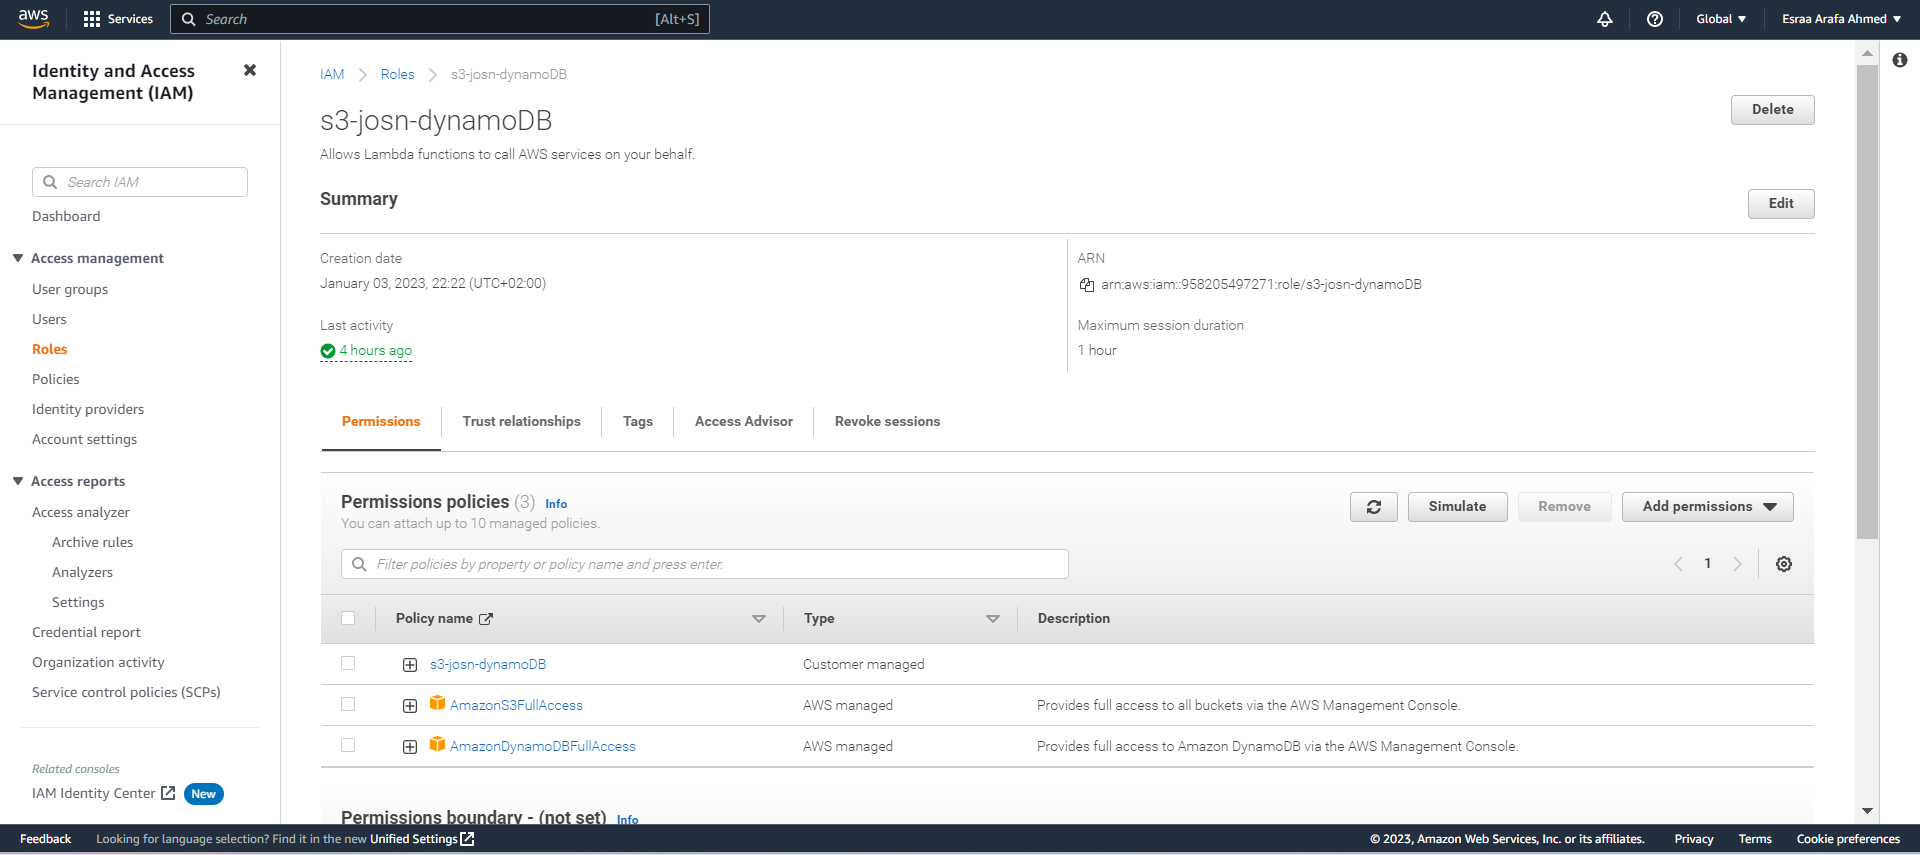 aws
Services
Search
[Alt+S]
Global
Esraa Arafa Ahmed
Identity and Access
Management (IAM)
Search IAM
Dashboard
Access management
User groups
Users
Roles
Policies
Identity providers
Account settings
Access reports
Access analyzer
Archive rules
Analyzers
Settings
Credential report
Organization activity
Service control policies (SCPs)
Related consoles
IAM Identity Center New
IAM Roles s3-josn-dynamoDB
s3-josn-dynamoDB
Delete
Allows Lambda functions to call AWS services on your behalf.
Summary
Edit
Creation date
January 03, 2023, 22:22 (UTC+02:00)
ARN
arn:aws:iam::958205497271:role/s3-josn-dynamoDB
Last activity
4 hours ago
Maximum session duration
1 hour
Permissions Trust relationships Tags Access Advisor Revoke sessions
Permissions policies (3) Info
You can attach up to 10 managed policies.
Simulate Remove Add permissions
Filter policies by property or policy name and press enter.
1
Policy name Type Description
s3-josn-dynamoDB Customer managed
AmazonS3FullAccess AWS managed Provides full access to all buckets via the AWS Management Console.
AmazonDynamoDBFullAccess AWS managed Provides full access to Amazon DynamoDB via the AWS Management Console.
Permissions boundary - (not set) Info
Feedback Looking for language selection? Find it in the new Unified Settings
© 2023, Amazon Web Services, Inc. or its affiliates. Privacy Terms Cookie preferences